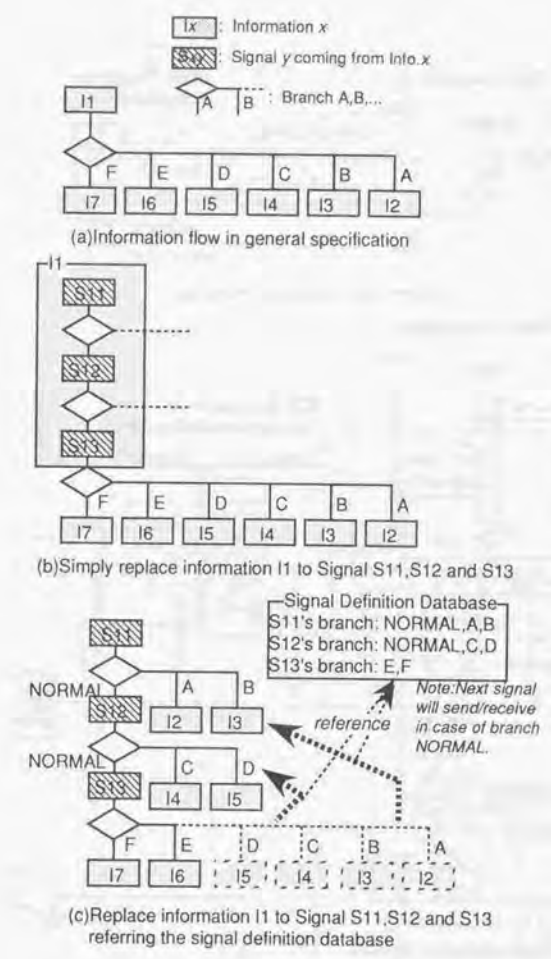 Ix : Information x
Sxy : Signal y coming from Info.x
A B : Branch A,B,...
I1
F E D C B A
I7 I6 I5 I4 I3 I2
(a)Information flow in general specification
I1
S11
S12
S13
F E D C B A
I7 I6 I5 I4 I3 I2
(b)Simply replace information I1 to Signal S11,S12 and S13
Signal Definition Database
S11's branch: NORMAL,A,B
S12's branch: NORMAL,C,D
S13's branch: E,F
S11
NORMAL A B
S12 I2 I3
reference
Note:Next signal
will send/receive
in case of branch
NORMAL.
NORMAL C D
S13 I4 I5
F E D C B A
I7 I6 I5 I4 I3 I2
(c)Replace information I1 to Signal S11,S12 and S13
referring the signal definition database